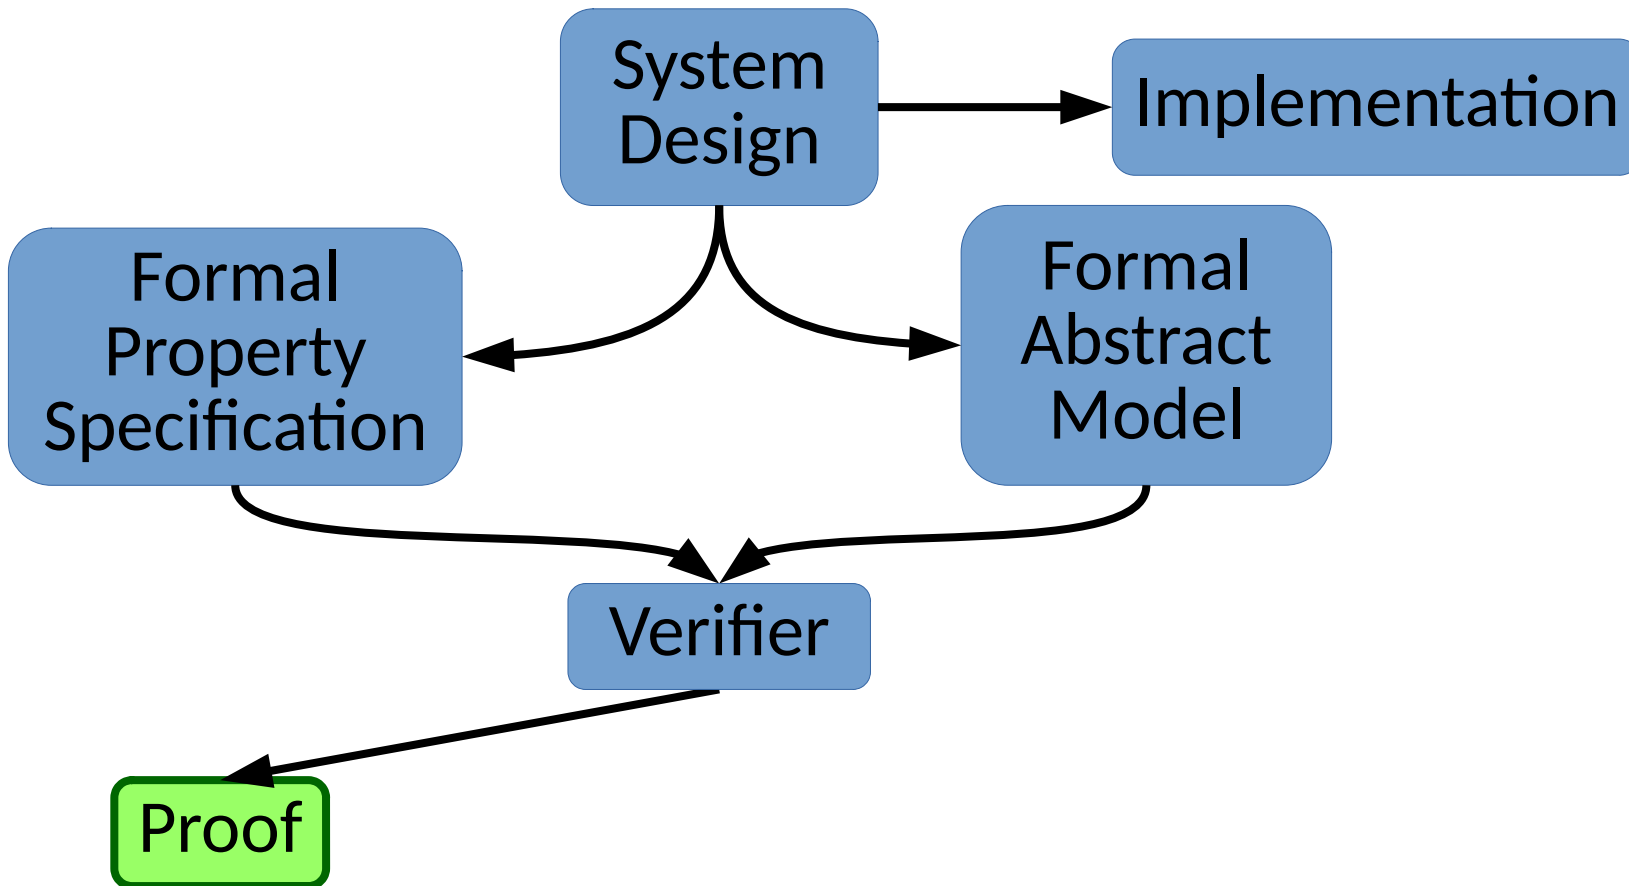 System
Design
Implementation
Formal
Property
Specification
Formal
Abstract
Model
Verifier
Proof